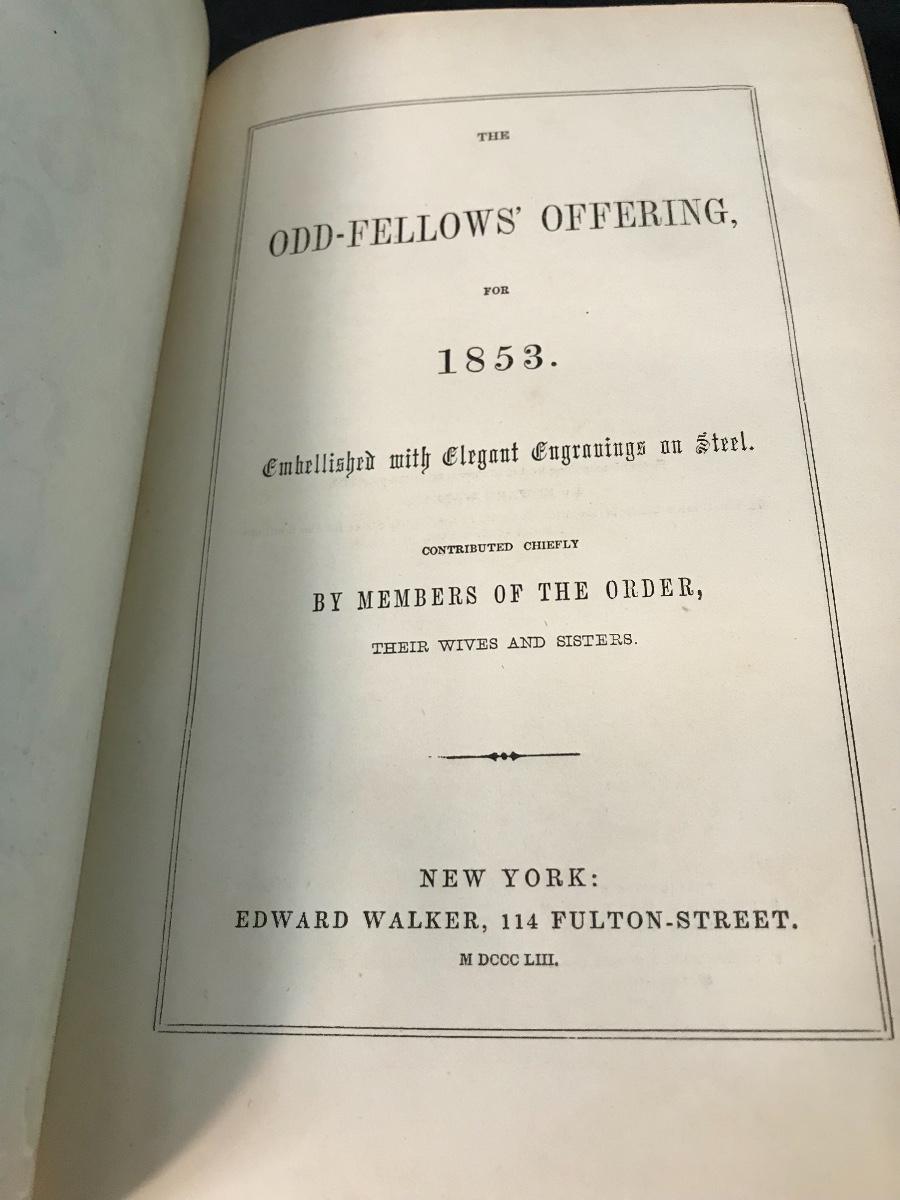 THE
ODD-FELLOWS' OFFERING,
FOR
1853.
Embellished with Elegant Engravings on Steel.
CONTRIBUTED CHIEFLY
BY MEMBERS OF THE ORDER,
THEIR WIVES AND SISTERS.
NEW YORK:
EDWARD WALKER, 114 FULTON-STREET.
M DCCC LIII.